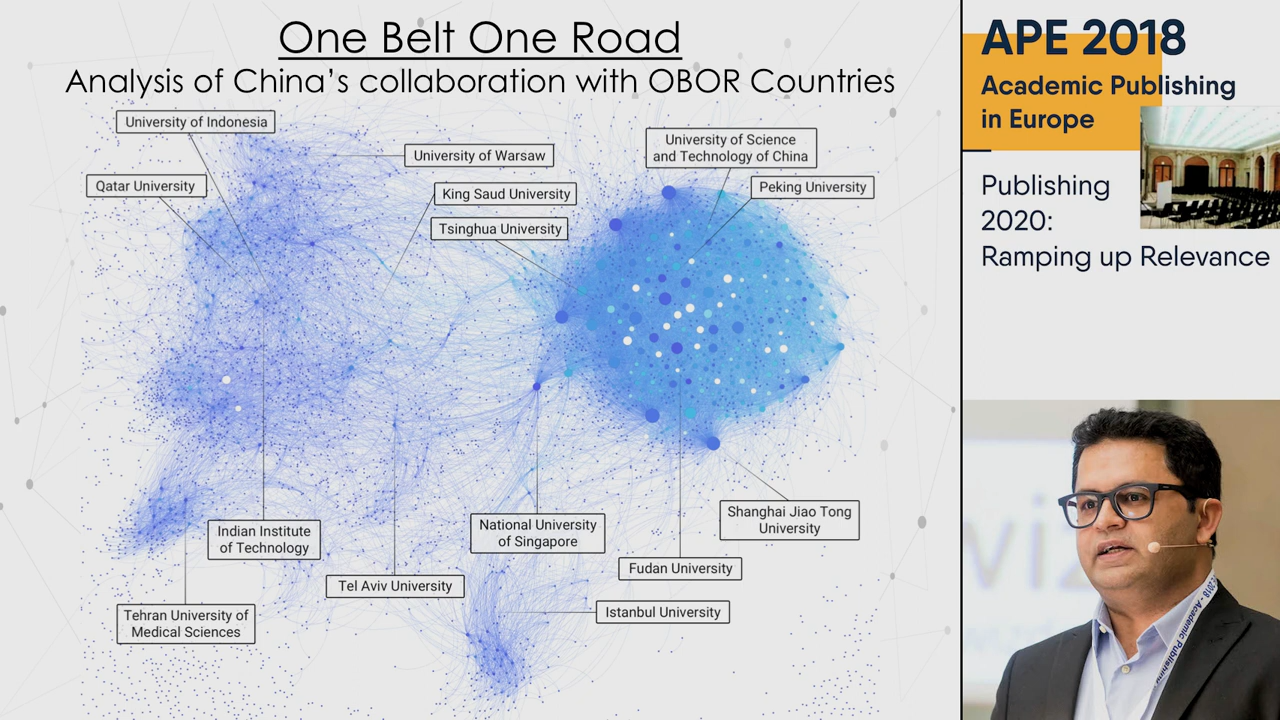 One Belt One Road
Analysis of China's collaboration with OBOR Countries
University of Indonesia
University of Warsaw
University of Science
and Technology of China
Qatar University
King Saud University
Peking University
Tsinghua University
Indian Institute
of Technology
National University
of Singapore
Shanghai Jiao Tong
University
Tel Aviv University
Fudan University
Tehran University of
Medical Sciences
Istanbul University
APE 2018
Academic Publishing
in Europe
Publishing
2020:
Ramping up Relevance
2018 - Academic Publishing